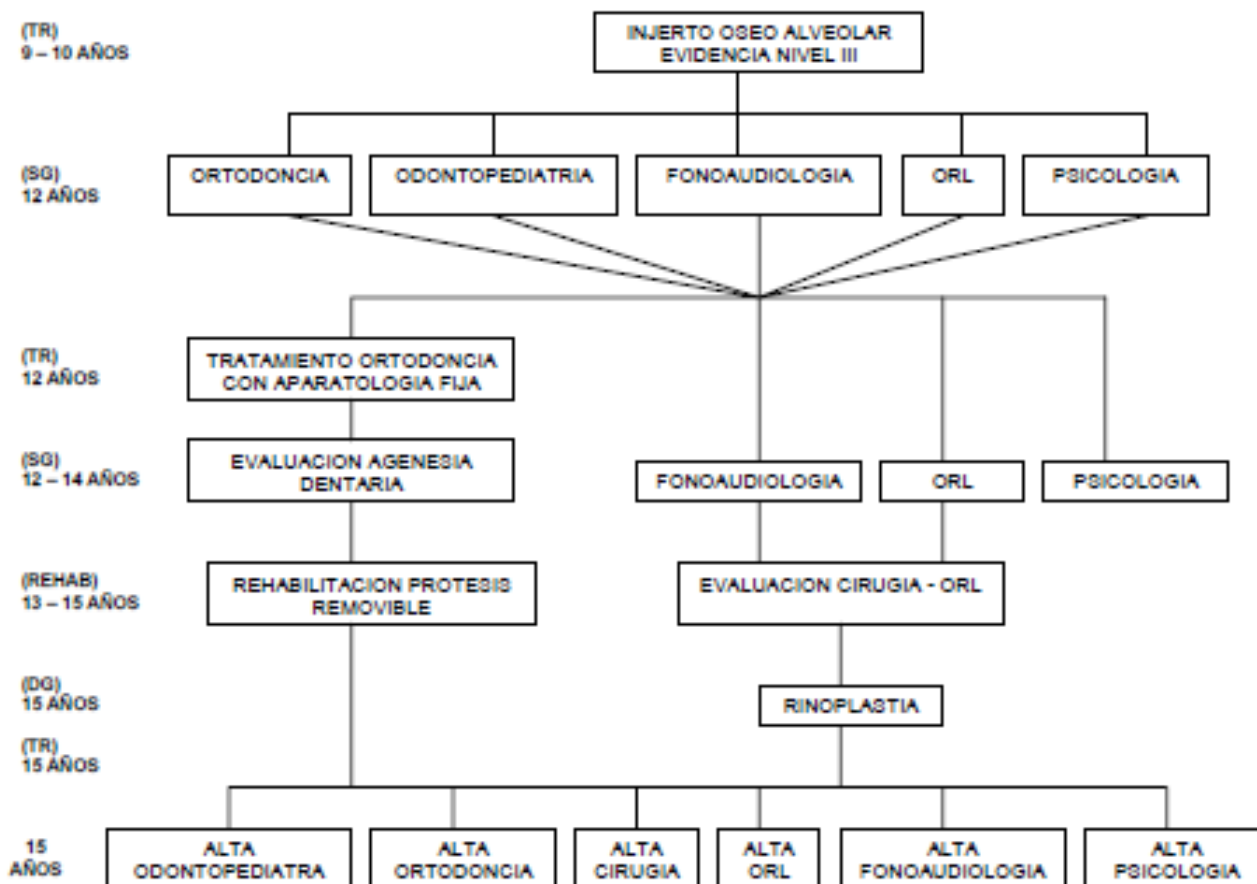 (TR)
9 – 10 AÑOS
INJERTO OSEO ALVEOLAR
EVIDENCIA NIVEL III
(SG)
12 AÑOS
ORTODONCIA
ODONTOPEDIATRIA
FONOAUDIOLOGIA
ORL
PSICOLOGIA
(TR)
12 AÑOS
TRATAMIENTO ORTODONCIA
CON APARATOLOGIA FIJA
(SG)
12 – 14 AÑOS
EVALUACION AGENESIA
DENTARIA
FONOAUDIOLOGIA
ORL
PSICOLOGIA
(REHAB)
13 – 15 AÑOS
REHABILITACION PROTESIS
REMOVIBLE
EVALUACION CIRUGIA - ORL
(DG)
15 AÑOS
RINOPLASTIA
(TR)
15 AÑOS
15
AÑOS
ALTA
ODONTOPEDIATRA
ALTA
ORTODONCIA
ALTA
CIRUGIA
ALTA
ORL
ALTA
FONOAUDIOLOGIA
ALTA
PSICOLOGIA